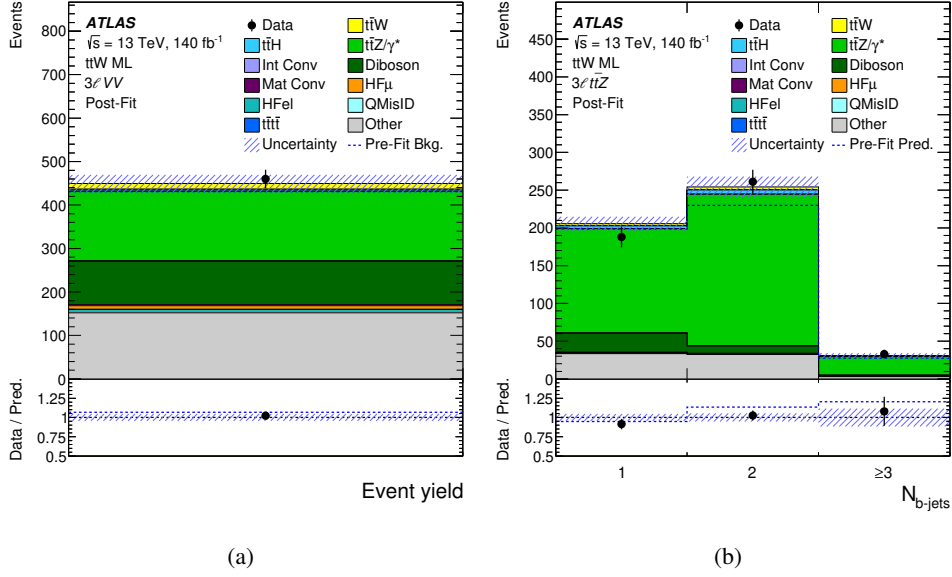 Events
800
700
600
500
400
300
200
100
0
ATLAS
√s = 13 TeV, 140 fb⁻¹
ttW ML
3ℓ VV
Post-Fit
Data
tt̄W
tt̄H
tt̄Z/γ*
Int Conv
Diboson
Mat Conv
HFμ
HFel
QMisID
tt̄tt̄
Other
Uncertainty
Pre-Fit Bkg.
Data / Pred.
1.25
1
0.75
0.5
Event yield
(a)
Events
450
400
350
300
250
200
150
100
50
0
ATLAS
√s = 13 TeV, 140 fb⁻¹
ttW ML
3ℓ tt̄Z
Post-Fit
Data
tt̄W
tt̄H
tt̄Z/γ*
Int Conv
Diboson
Mat Conv
HFμ
HFel
QMisID
tt̄tt̄
Other
Uncertainty
Pre-Fit Pred.
Data / Pred.
1.25
1
0.75
0.5
1 2 ≥3
N b-jets
(b)